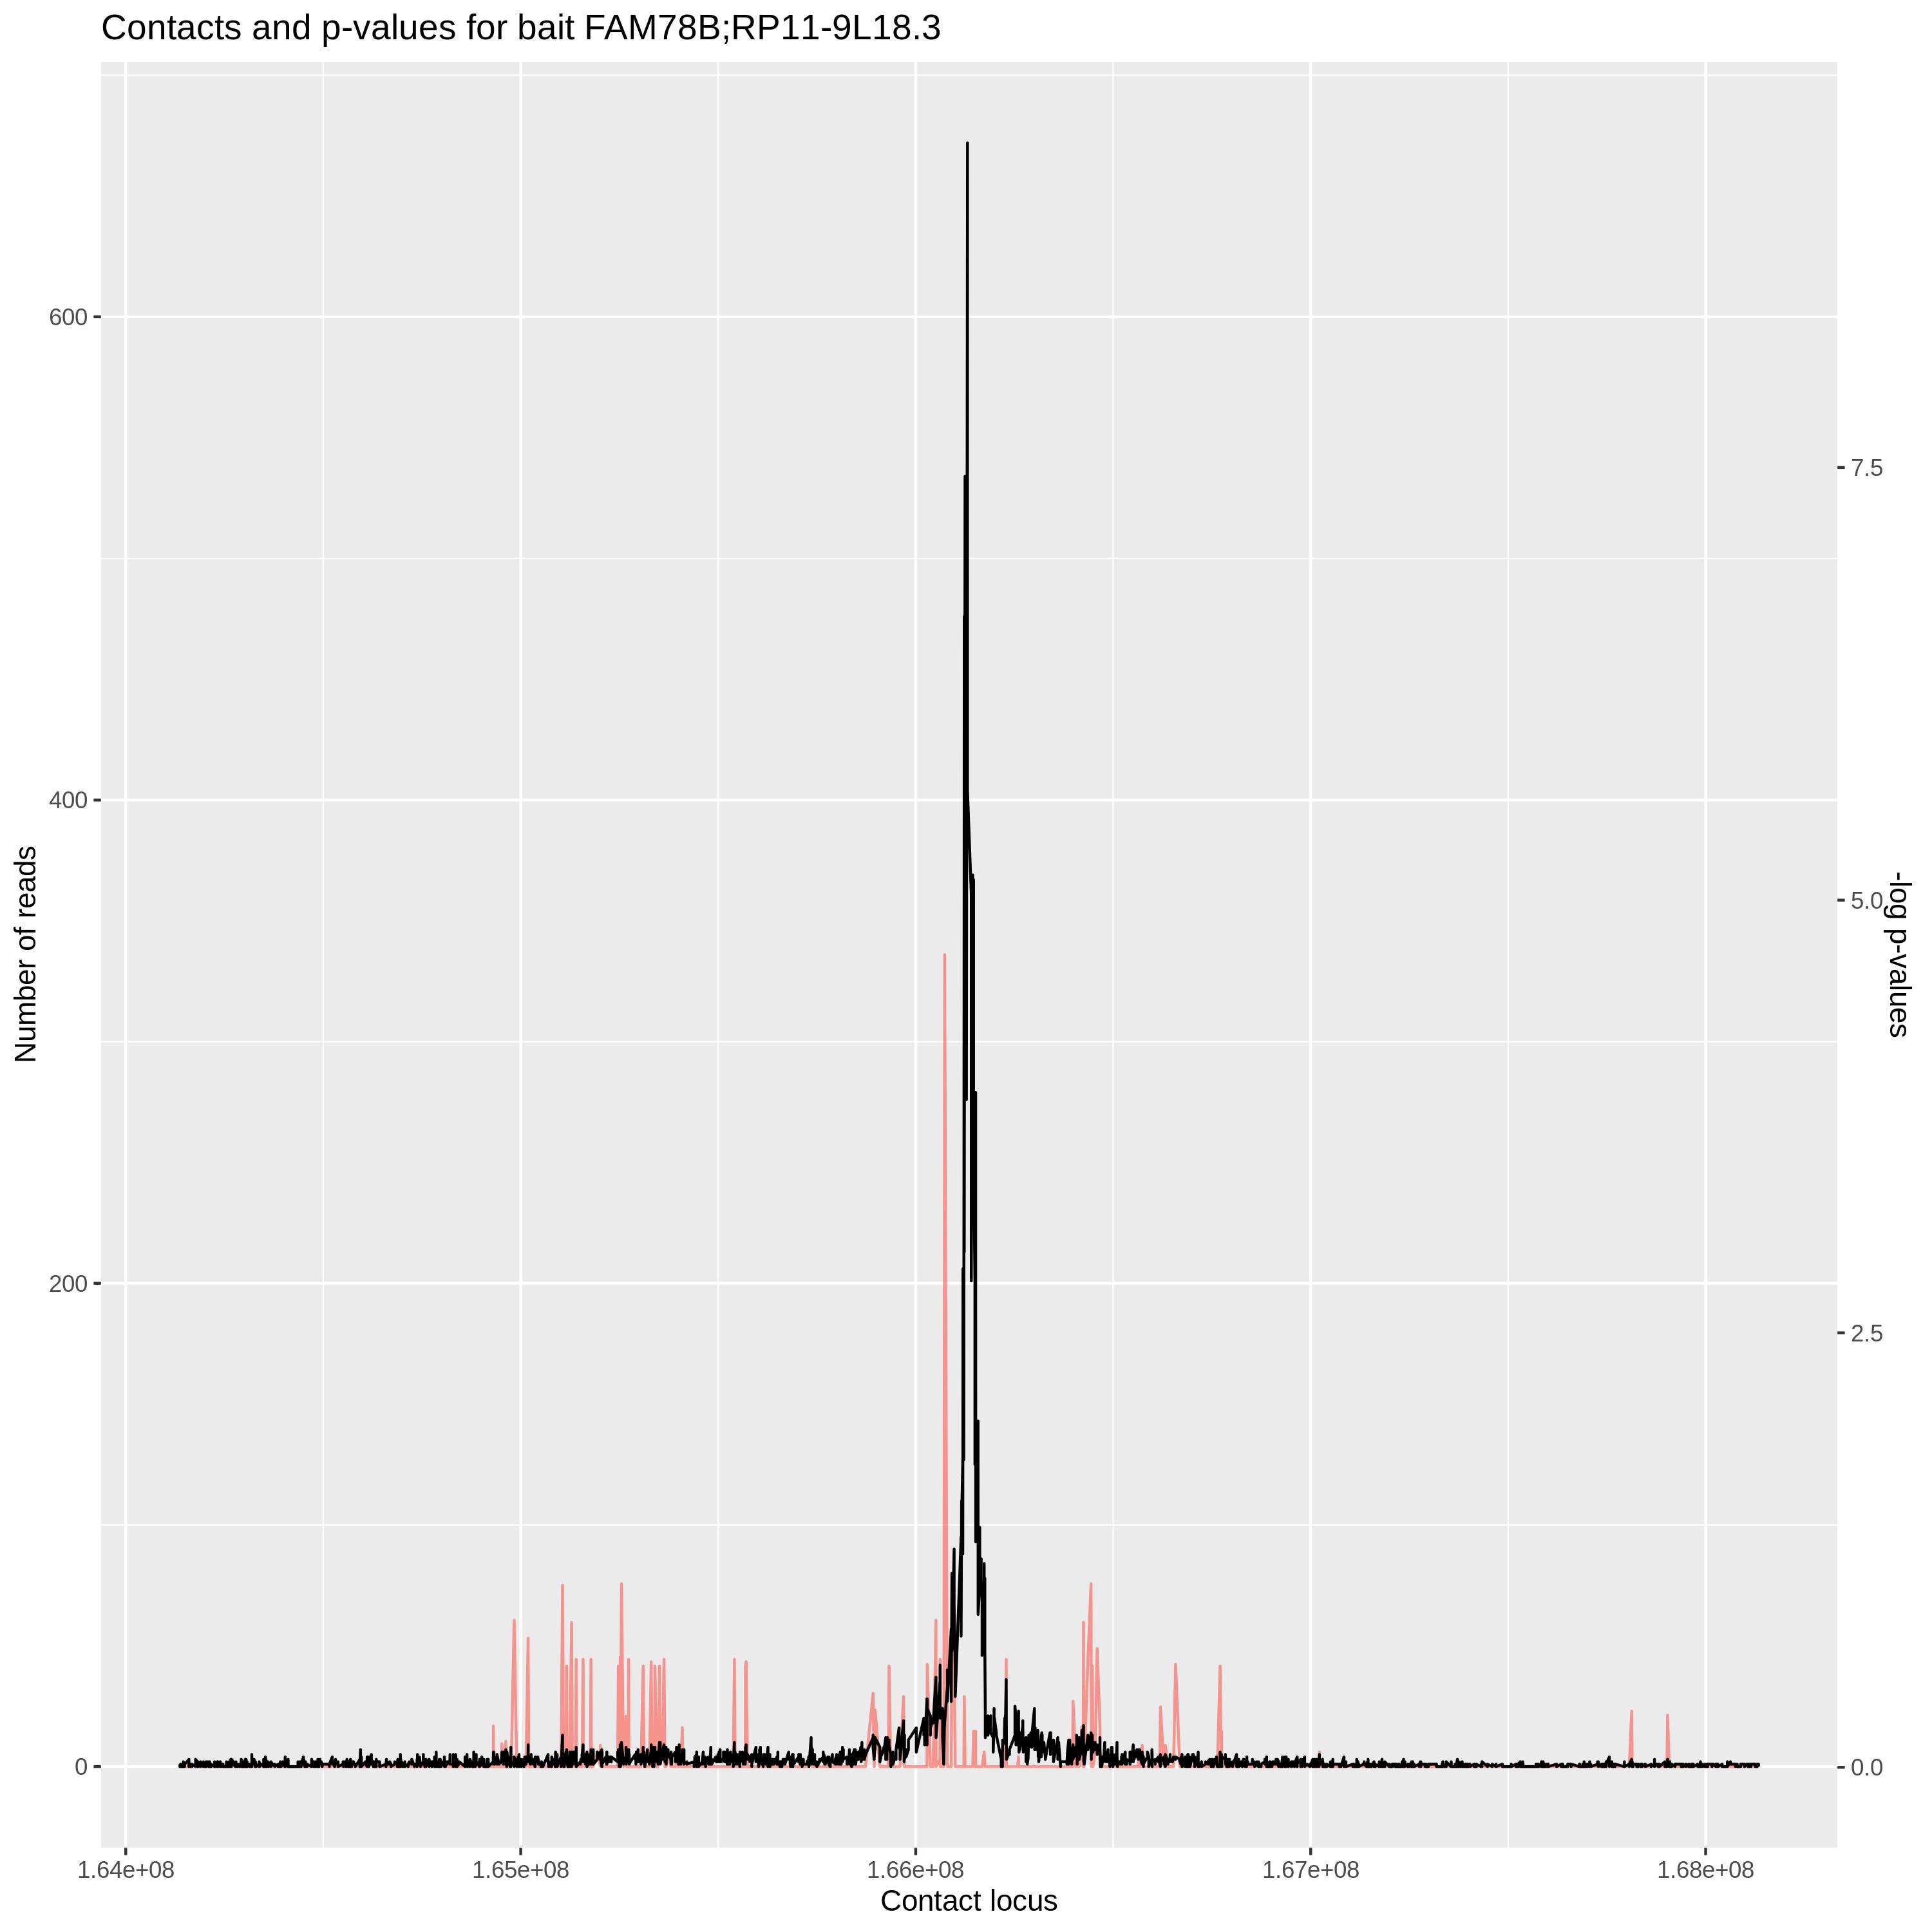 Contacts and p-values for bait FAM78B;RP11-9L18.3
600
400
200
0
Number of reads
7.5
5.0
2.5
0.0
-log p-values
1.64e+08 1.65e+08 1.66e+08 1.67e+08 1.68e+08
Contact locus